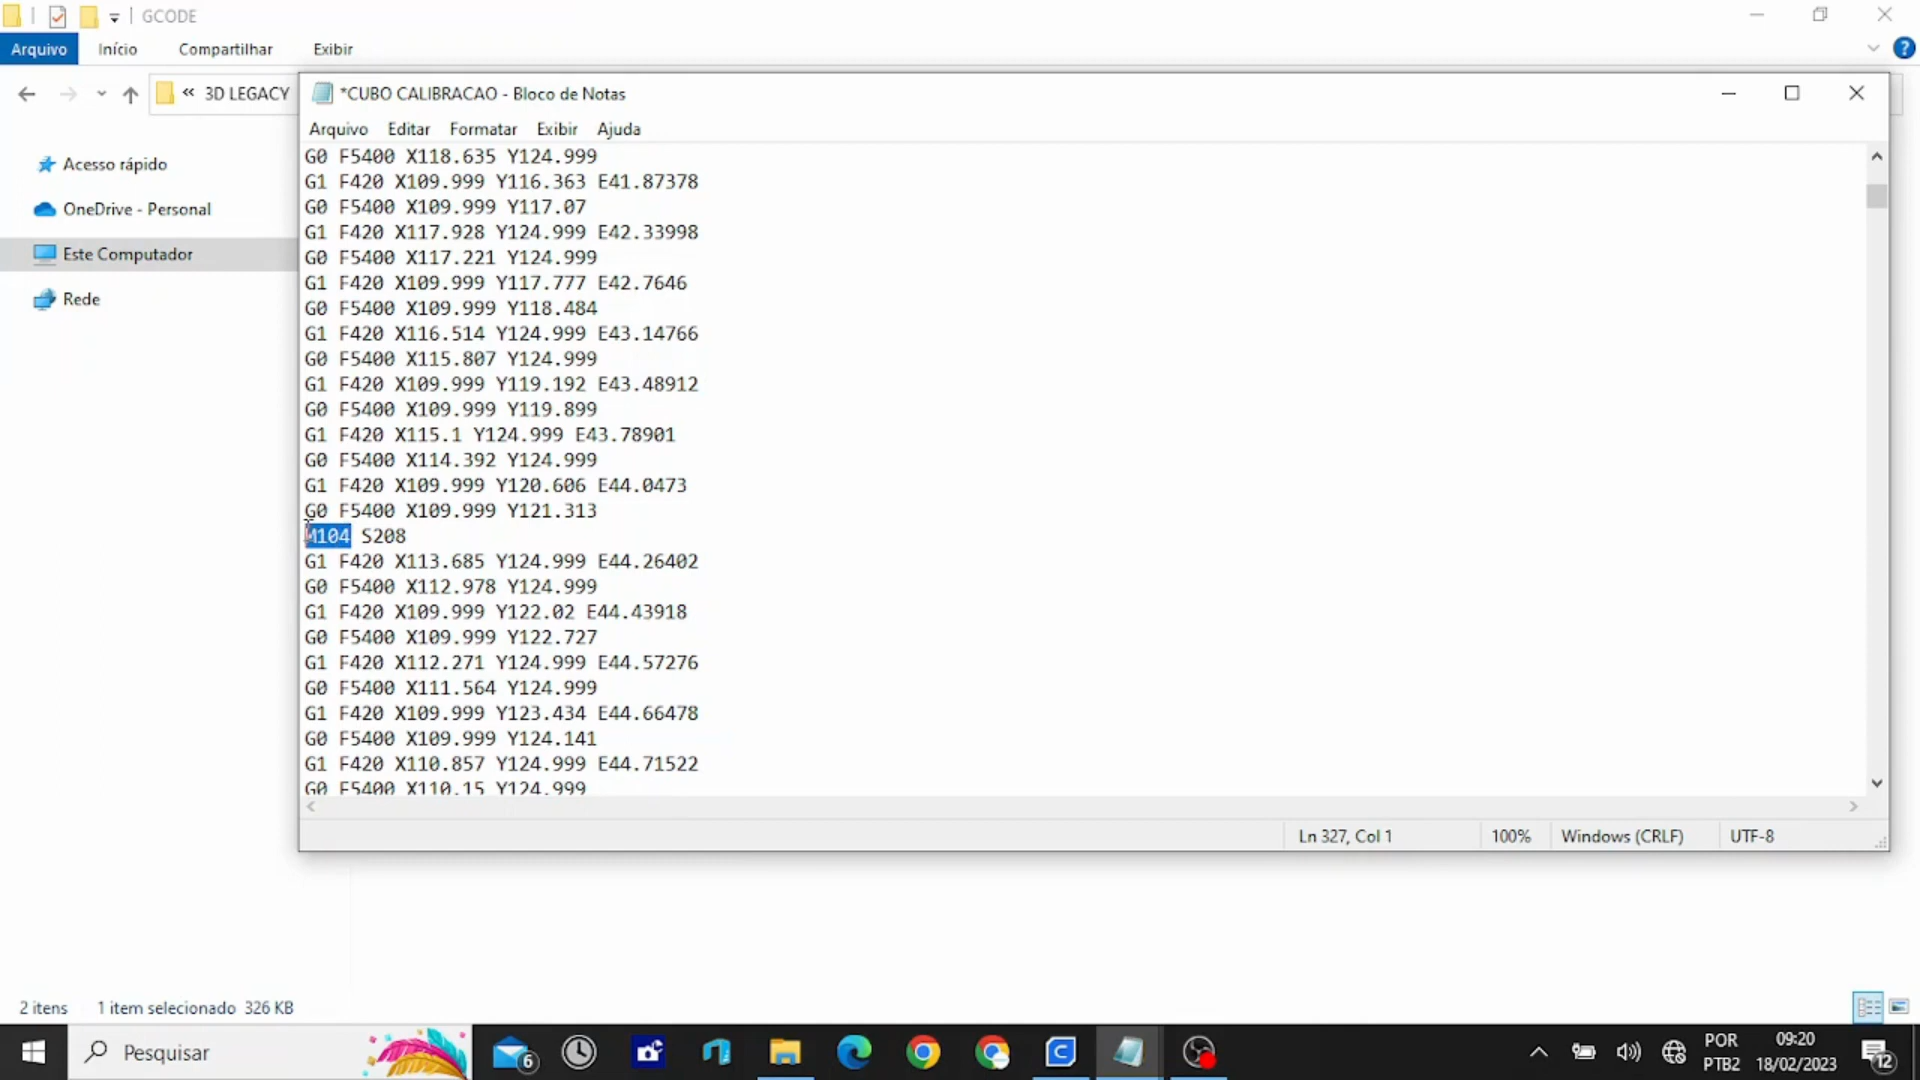 GCODE
Arquivo Início Compartilhar Exibir
« 3D LEGACY
*CUBO CALIBRACAO - Bloco de Notas
Arquivo Editar Formatar Exibir Ajuda
Acesso rápido
OneDrive - Personal
Este Computador
Rede
G0 F5400 X118.635 Y124.999
G1 F420 X109.999 Y116.363 E41.87378
G0 F5400 X109.999 Y117.07
G1 F420 X117.928 Y124.999 E42.33998
G0 F5400 X117.221 Y124.999
G1 F420 X109.999 Y117.777 E42.7646
G0 F5400 X109.999 Y118.484
G1 F420 X116.514 Y124.999 E43.14766
G0 F5400 X115.807 Y124.999
G1 F420 X109.999 Y119.192 E43.48912
G0 F5400 X109.999 Y119.899
G1 F420 X115.1 Y124.999 E43.78901
G0 F5400 X114.392 Y124.999
G1 F420 X109.999 Y120.606 E44.0473
G0 F5400 X109.999 Y121.313
M104 S208
G1 F420 X113.685 Y124.999 E44.26402
G0 F5400 X112.978 Y124.999
G1 F420 X109.999 Y122.02 E44.43918
G0 F5400 X109.999 Y122.727
G1 F420 X112.271 Y124.999 E44.57276
G0 F5400 X111.564 Y124.999
G1 F420 X109.999 Y123.434 E44.66478
G0 F5400 X109.999 Y124.141
G1 F420 X110.857 Y124.999 E44.71522
G0 F5400 X110.15 Y124.999
Ln 327, Col 1 100% Windows (CRLF) UTF-8
2 itens 1 item selecionado 326 KB
Pesquisar
6
POR
PTB2
09:20
18/02/2023
12